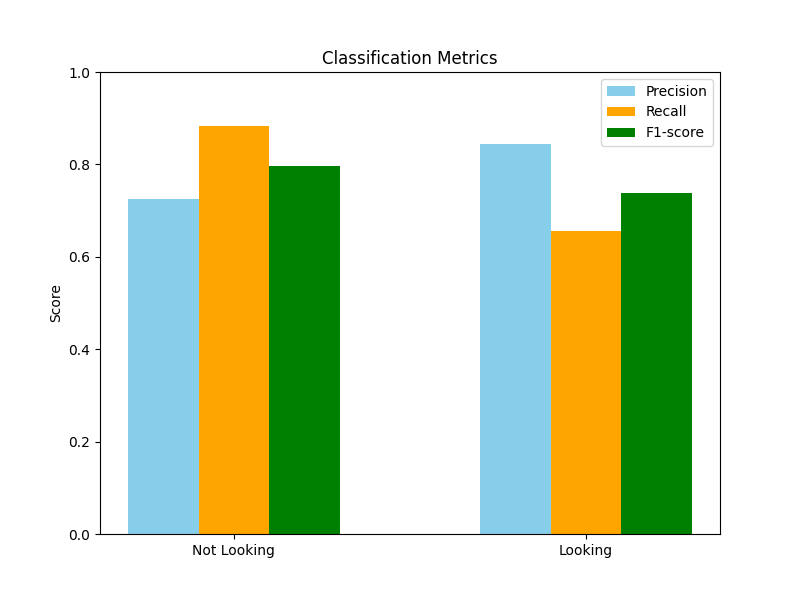 Classification Metrics
Precision
Recall
F1-score
Score
1.0
0.8
0.6
0.4
0.2
0.0
Not Looking
Looking